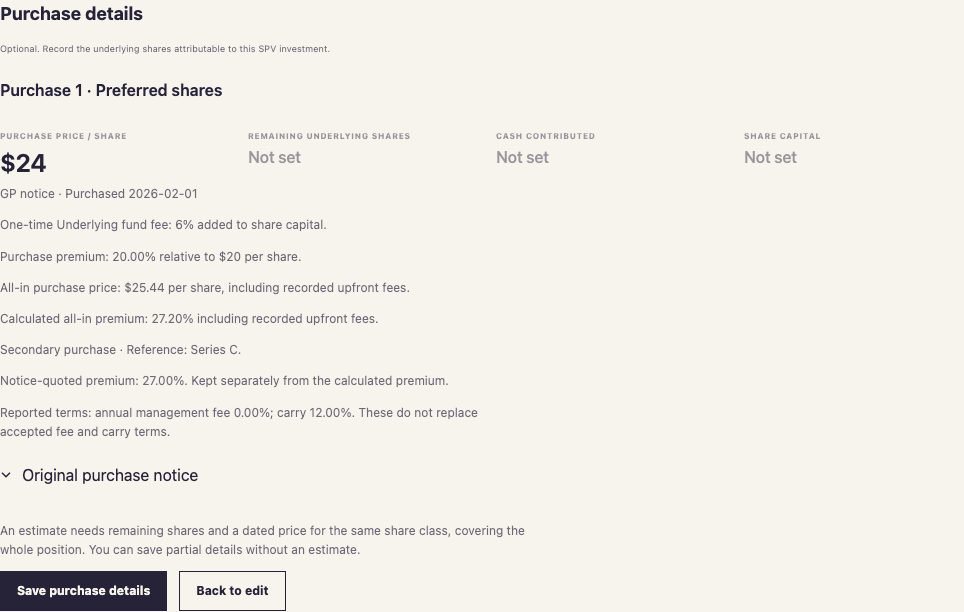 Purchase details
Optional. Record the underlying shares attributable to this SPV investment.
Purchase 1 · Preferred shares
PURCHASE PRICE / SHARE
$24
REMAINING UNDERLYING SHARES
Not set
CASH CONTRIBUTED
Not set
SHARE CAPITAL
Not set
GP notice · Purchased 2026-02-01
One-time Underlying fund fee: 6% added to share capital.
Purchase premium: 20.00% relative to $20 per share.
All-in purchase price: $25.44 per share, including recorded upfront fees.
Calculated all-in premium: 27.20% including recorded upfront fees.
Secondary purchase · Reference: Series C.
Notice-quoted premium: 27.00%. Kept separately from the calculated premium.
Reported terms: annual management fee 0.00%; carry 12.00%. These do not replace
accepted fee and carry terms.
Original purchase notice
An estimate needs remaining shares and a dated price for the same share class, covering the
whole position. You can save partial details without an estimate.
Save purchase details
Back to edit